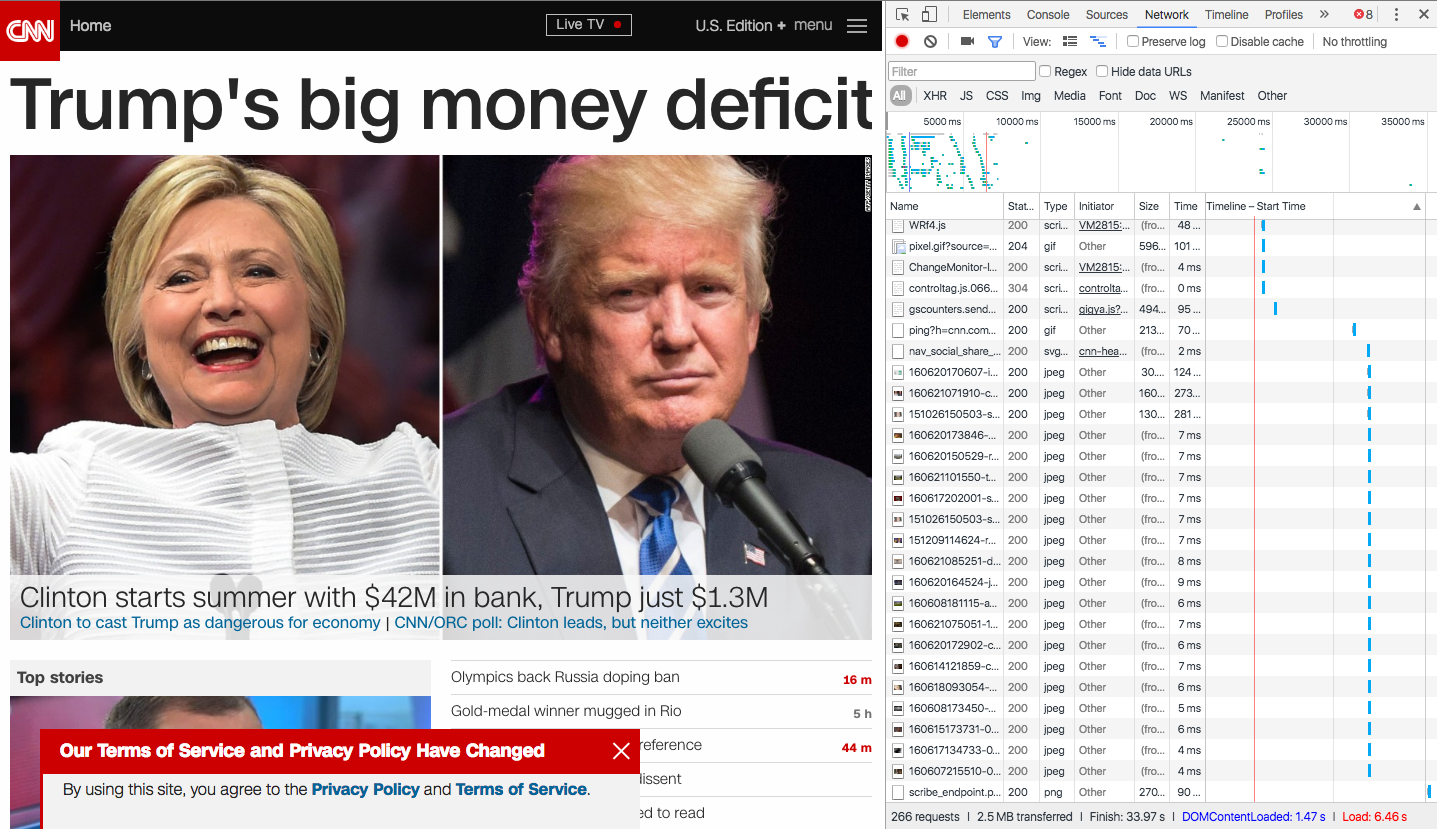 CNN
Home
Live TV
U.S. Edition + menu
Trump's big money deficit
Clinton starts summer with $42M in bank, Trump just $1.3M
Clinton to cast Trump as dangerous for economy | CNN/ORC poll: Clinton leads, but neither excites
Top stories
Olympics back Russia doping ban 16 m
Gold-medal winner mugged in Rio 5 h
reference 44 m
dissent
ed to read
Our Terms of Service and Privacy Policy Have Changed
By using this site, you agree to the Privacy Policy and Terms of Service.
Elements Console Sources Network Timeline Profiles » 8
View: Preserve log Disable cache No throttling
Filter Regex Hide data URLs
All XHR JS CSS Img Media Font Doc WS Manifest Other
5000 ms 10000 ms 15000 ms 20000 ms 25000 ms 30000 ms 35000 ms
Name Stat... Type Initiator Size Time Timeline – Start Time
WRf4.js 200 scri... VM2815:... (fro... 48 ...
pixel.gif?source=... 204 gif Other 596... 101 ...
ChangeMonitor-l... 200 scri... VM2815:... (fro... 4 ms
controltag.js.066... 304 scri... controlta... (fro... 0 ms
gscounters.send... 200 scri... gigya.js?... 494... 95 ...
ping?h=cnn.com... 200 gif Other 213... 70 ...
nav_social_share_... 200 svg... cnn-hea... (fro... 2 ms
160620170607-i... 200 jpeg Other 30.... 124 ...
160621071910-c... 200 jpeg Other 160... 273...
151026150503-s... 200 jpeg Other 130... 281 ...
160620173846-... 200 jpeg Other (fro... 7 ms
160620150529-r... 200 jpeg Other (fro... 7 ms
160621101550-t... 200 jpeg Other (fro... 7 ms
160617202001-s... 200 jpeg Other (fro... 7 ms
151026150503-s... 200 jpeg Other (fro... 7 ms
151209114624-r... 200 jpeg Other (fro... 7 ms
160621085251-d... 200 jpeg Other (fro... 8 ms
160620164524-j... 200 jpeg Other (fro... 9 ms
160608181115-a... 200 jpeg Other (fro... 6 ms
160621075051-1... 200 jpeg Other (fro... 7 ms
160620172902-c... 200 jpeg Other (fro... 6 ms
160614121859-c... 200 jpeg Other (fro... 7 ms
160618093054-... 200 jpeg Other (fro... 6 ms
160608173450-... 200 jpeg Other (fro... 5 ms
160615173731-0... 200 jpeg Other (fro... 6 ms
160617134733-0... 200 jpeg Other (fro... 4 ms
160607215510-0... 200 jpeg Other (fro... 4 ms
scribe_endpoint.p... 200 png Other 270... 90 ...
266 requests | 2.5 MB transferred | Finish: 33.97 s | DOMContentLoaded: 1.47 s | Load: 6.46 s